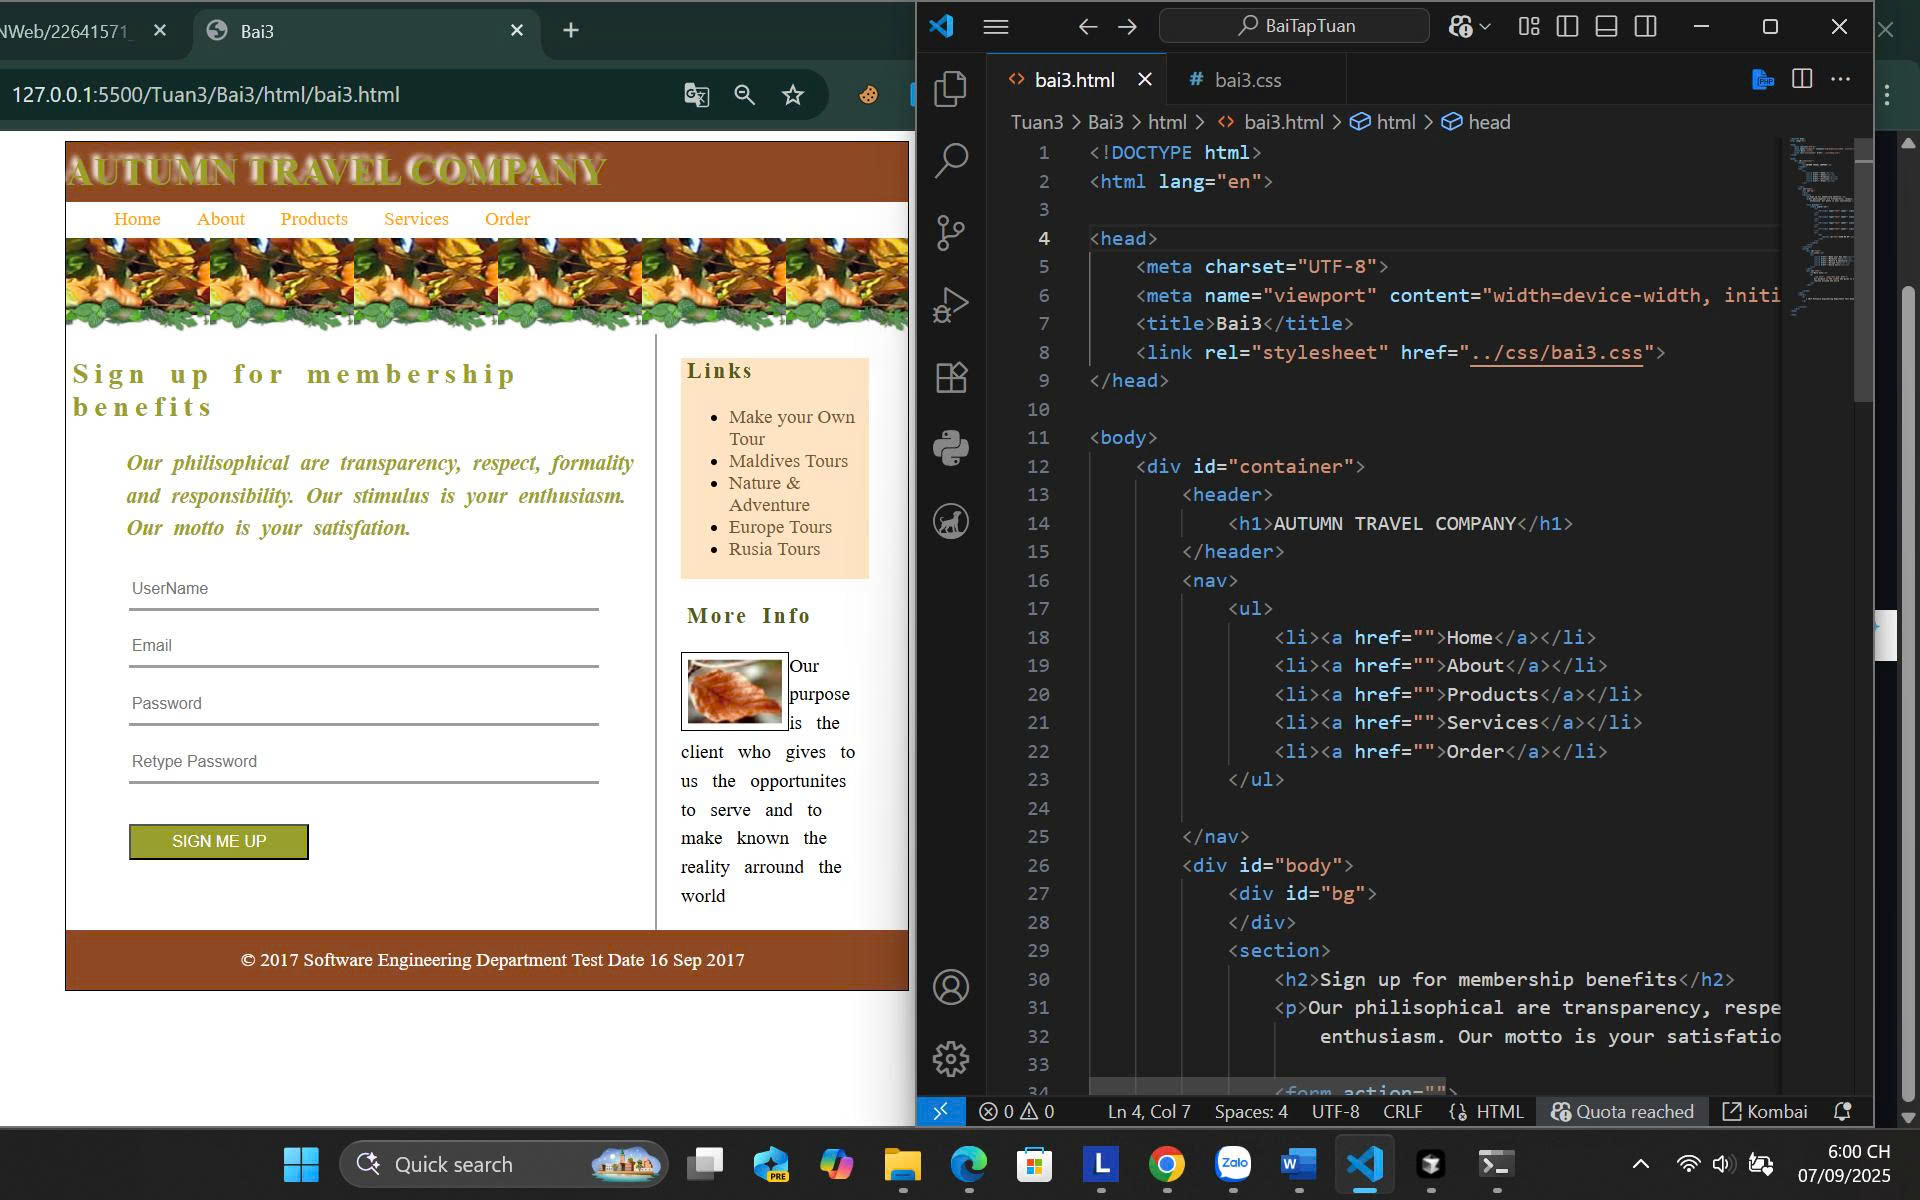 NWeb/22641571_
Bai3
127.0.0.1:5500/Tuan3/Bai3/html/bai3.html
AUTUMN TRAVEL COMPANY
Home About Products Services Order
Sign up for membership
benefits
Our philisophical are transparency, respect, formality
and responsibility. Our stimulus is your enthusiasm.
Our motto is your satisfation.
UserName
Email
Password
Retype Password
SIGN ME UP
Links
Make your Own
Tour
Maldives Tours
Nature &
Adventure
Europe Tours
Rusia Tours
More Info
Our
purpose
is the
client who gives to
us the opportunites
to serve and to
make known the
reality arround the
world
© 2017 Software Engineering Department Test Date 16 Sep 2017
BaiTapTuan
<> bai3.html
# bai3.css
PHP
Tuan3 > Bai3 > html > <> bai3.html > html > head
1 <!DOCTYPE html>
2 <html lang="en">
3
4 <head>
5 <meta charset="UTF-8">
6 <meta name="viewport" content="width=device-width, initi
7 <title>Bai3</title>
8 <link rel="stylesheet" href="../css/bai3.css">
9 </head>
10
11 <body>
12 <div id="container">
13 <header>
14 <h1>AUTUMN TRAVEL COMPANY</h1>
15 </header>
16 <nav>
17 <ul>
18 <li><a href="">Home</a></li>
19 <li><a href="">About</a></li>
20 <li><a href="">Products</a></li>
21 <li><a href="">Services</a></li>
22 <li><a href="">Order</a></li>
23 </ul>
24
25 </nav>
26 <div id="body">
27 <div id="bg">
28 </div>
29 <section>
30 <h2>Sign up for membership benefits</h2>
31 <p>Our philisophical are transparency, respe
32 enthusiasm. Our motto is your satisfatio
33
34 <form action="">
0 0 Ln 4, Col 7 Spaces: 4 UTF-8 CRLF HTML Quota reached Kombai
Quick search
PRE
L
Zalo
W
6:00 CH
07/09/2025